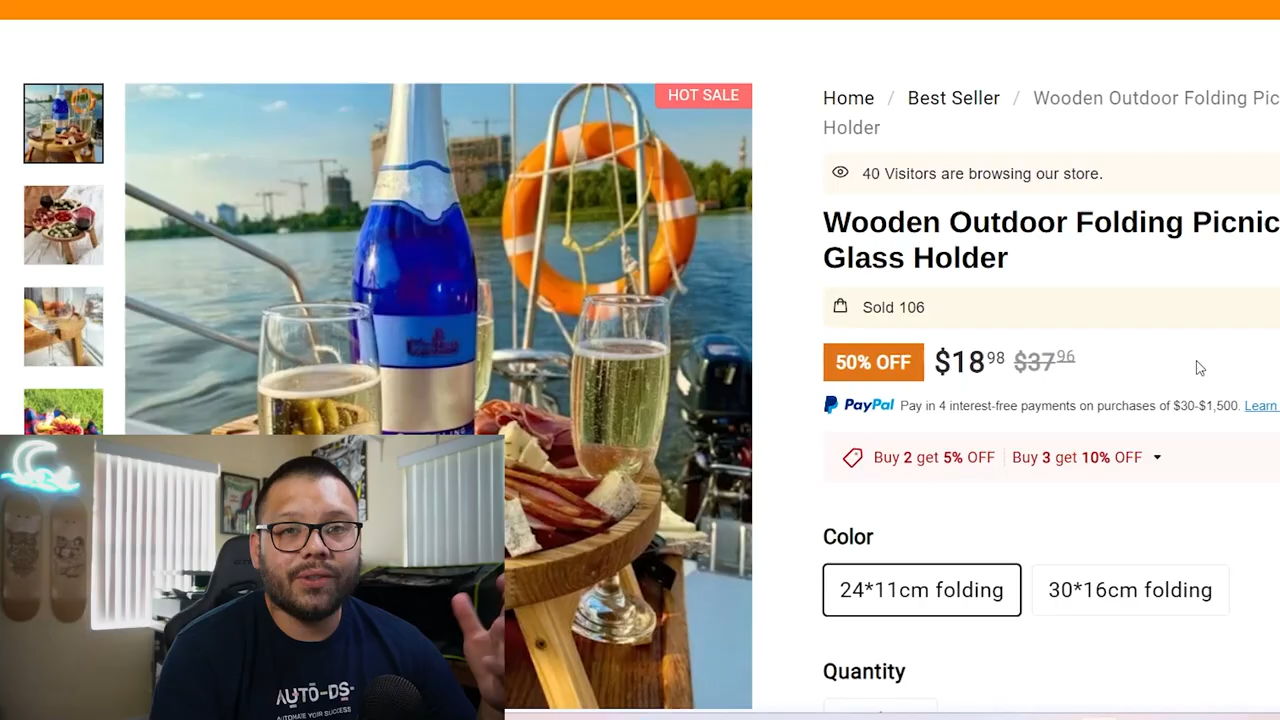 HOT SALE
Home / Best Seller / Wooden Outdoor Folding Pic
Holder
40 Visitors are browsing our store.
Wooden Outdoor Folding Picnic
Glass Holder
Sold 106
50% OFF $18 98 $37 96
PayPal Pay in 4 interest-free payments on purchases of $30-$1,500. Learn
Buy 2 get 5% OFF Buy 3 get 10% OFF
Color
24*11cm folding 30*16cm folding
Quantity
AUTO-DS-
AUTOMATE YOUR SUCCESS